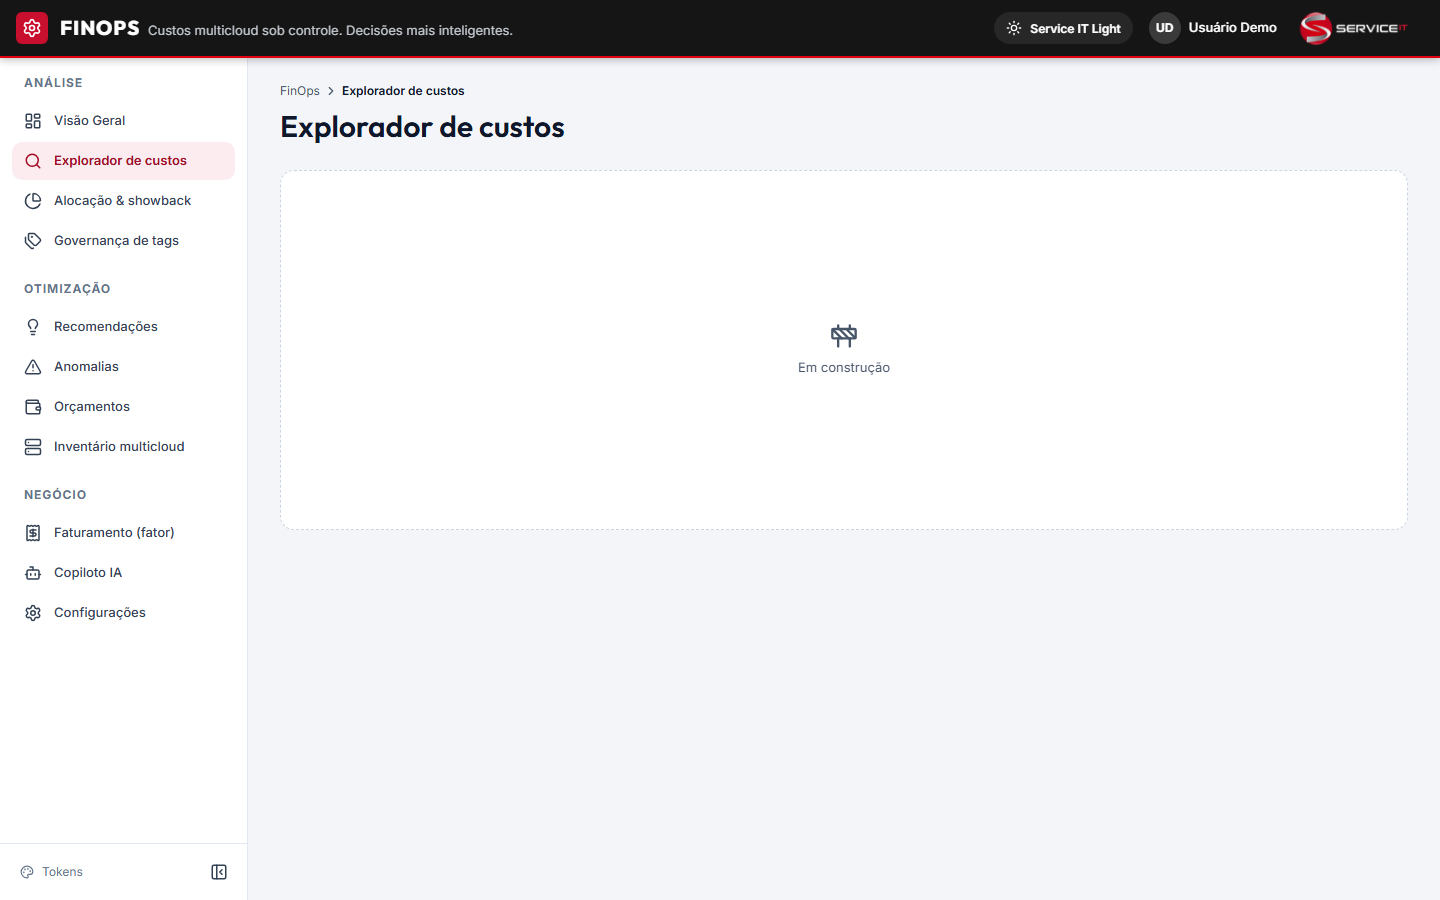 FINOPS Custos multicloud sob controle. Decisões mais inteligentes.
Service IT Light
UD Usuário Demo
SERVICE IT
ANÁLISE
Visão Geral
Explorador de custos
Alocação & showback
Governança de tags
OTIMIZAÇÃO
Recomendações
Anomalias
Orçamentos
Inventário multicloud
NEGÓCIO
Faturamento (fator)
Copiloto IA
Configurações
Tokens
FinOps > Explorador de custos
Explorador de custos
Em construção